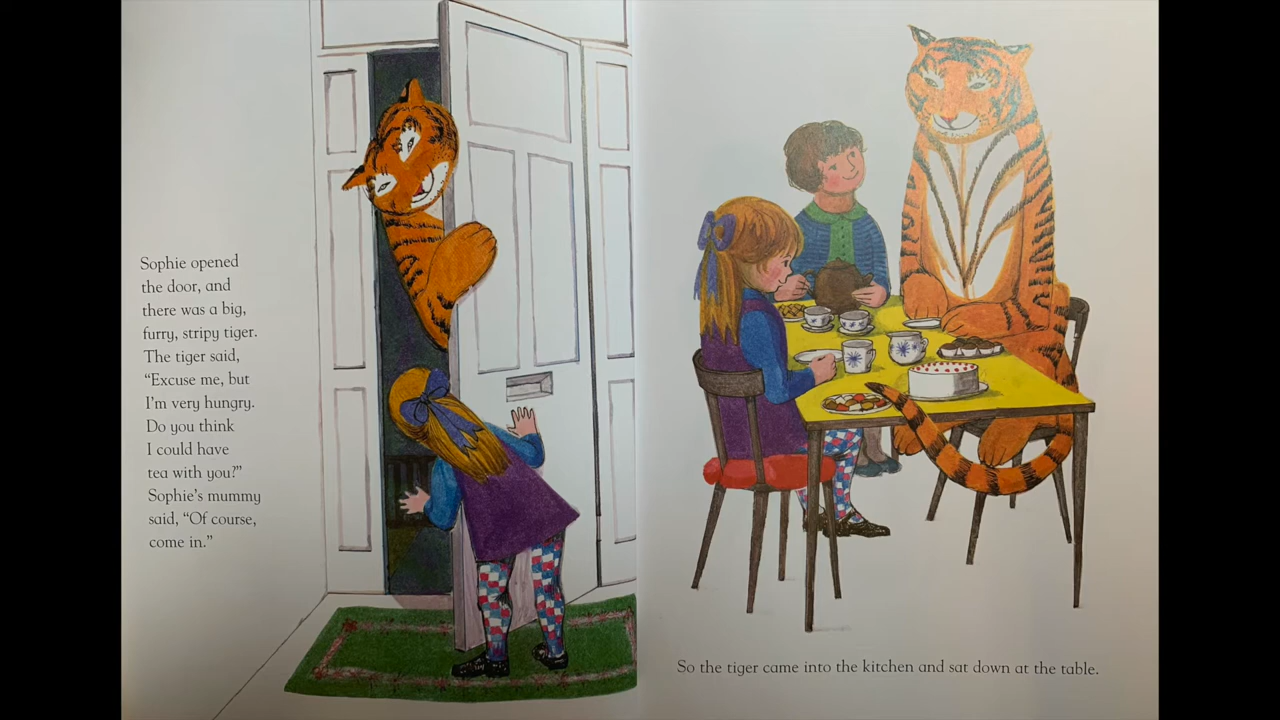 Sophie opened
the door, and
there was a big,
furry, stripy tiger.
The tiger said,
“Excuse me, but
I’m very hungry.
Do you think
I could have
tea with you?”
Sophie’s mummy
said, “Of course,
come in.”
So the tiger came into the kitchen and sat down at the table.